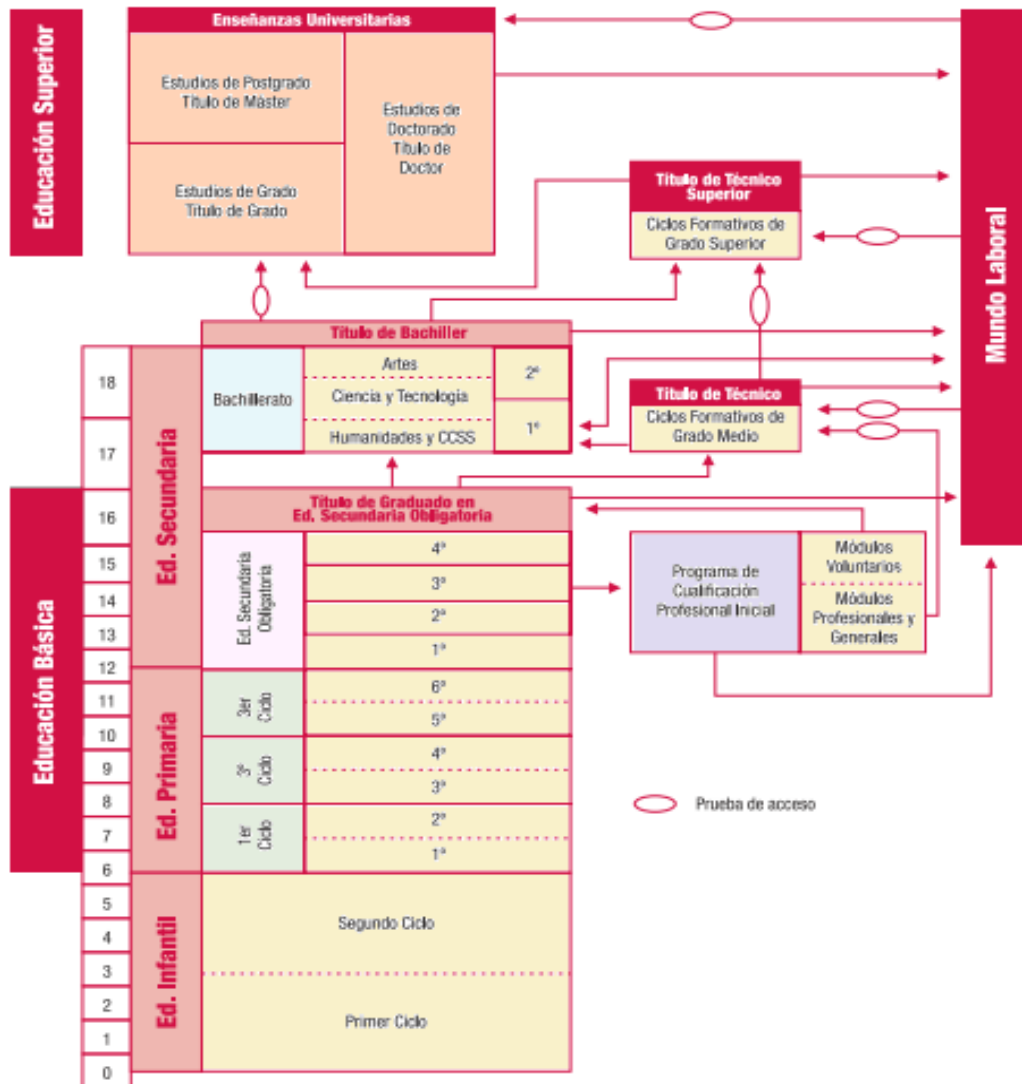 Educación Superior
Enseñanzas Universitarias
Estudios de Postgrado
Título de Máster
Estudios de Grado
Título de Grado
Estudios de
Doctorado
Título de
Doctor
Título de Técnico
Superior
Ciclos Formativos de
Grado Superior
Mundo Laboral
Título de Bachiller
Bachillerato
Artes
Ciencia y Tecnología
Humanidades y CCSS
2º
1º
Título de Técnico
Ciclos Formativos de
Grado Medio
18
17
16
15
14
13
12
11
10
9
8
7
6
5
4
3
2
1
0
Educación Básica
Ed. Secundaria
Título de Graduado en
Ed. Secundaria Obligatoria
Ed. Secundaria
Obligatoria
4º
3º
2º
1º
Programa de
Cualificación
Profesional Inicial
Módulos
Voluntarios
Módulos
Profesionales y
Generales
Ed. Primaria
3er
Ciclo
6º
5º
3º
Ciclo
4º
3º
1er
Ciclo
2º
1º
Prueba de acceso
Ed. Infantil
Segundo Ciclo
Primer Ciclo